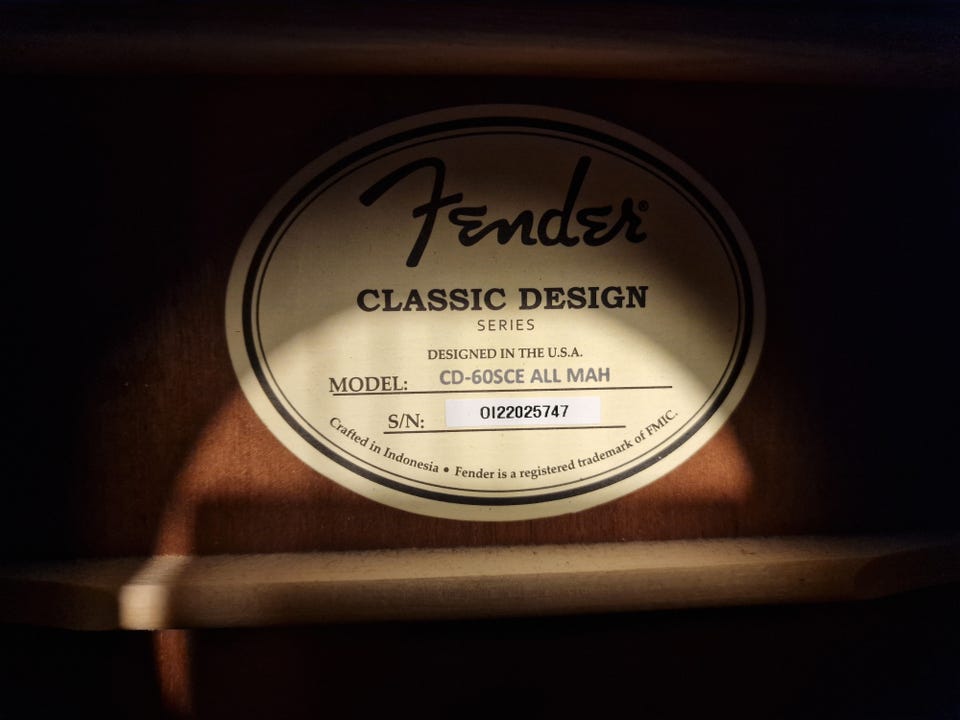 Fender®
CLASSIC DESIGN
SERIES
DESIGNED IN THE U.S.A.
MODEL: CD-60SCE ALL MAH
S/N: OI22025747
Crafted in Indonesia • Fender is a registered trademark of FMIC.